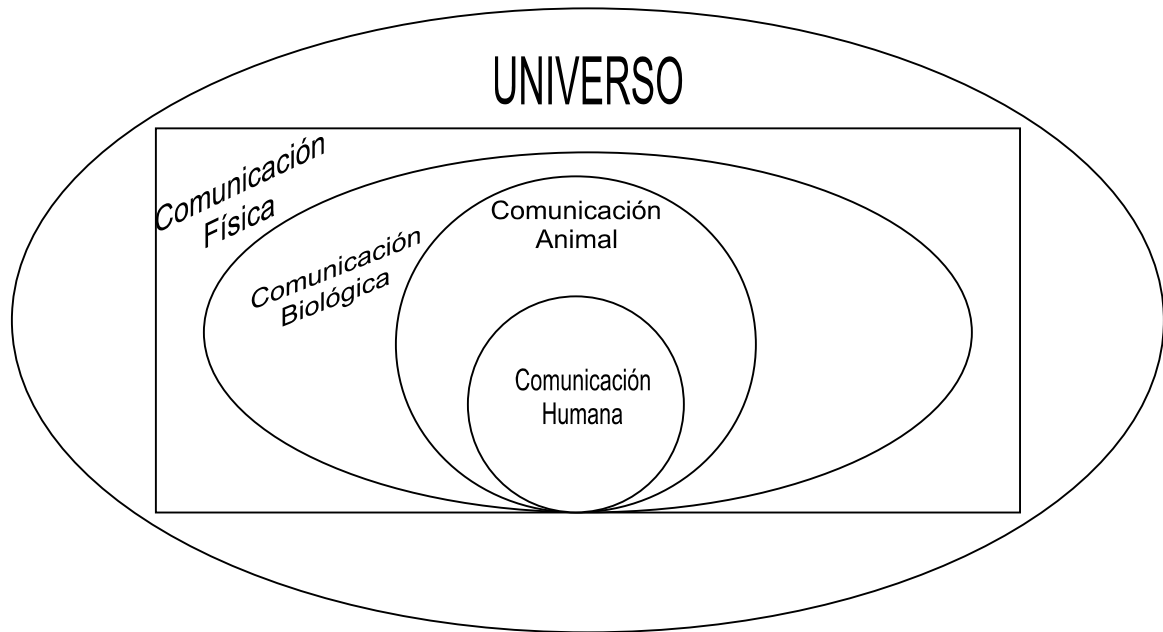 UNIVERSO
Comunicación
Física
Comunicación
Biológica
Comunicación
Animal
Comunicación
Humana